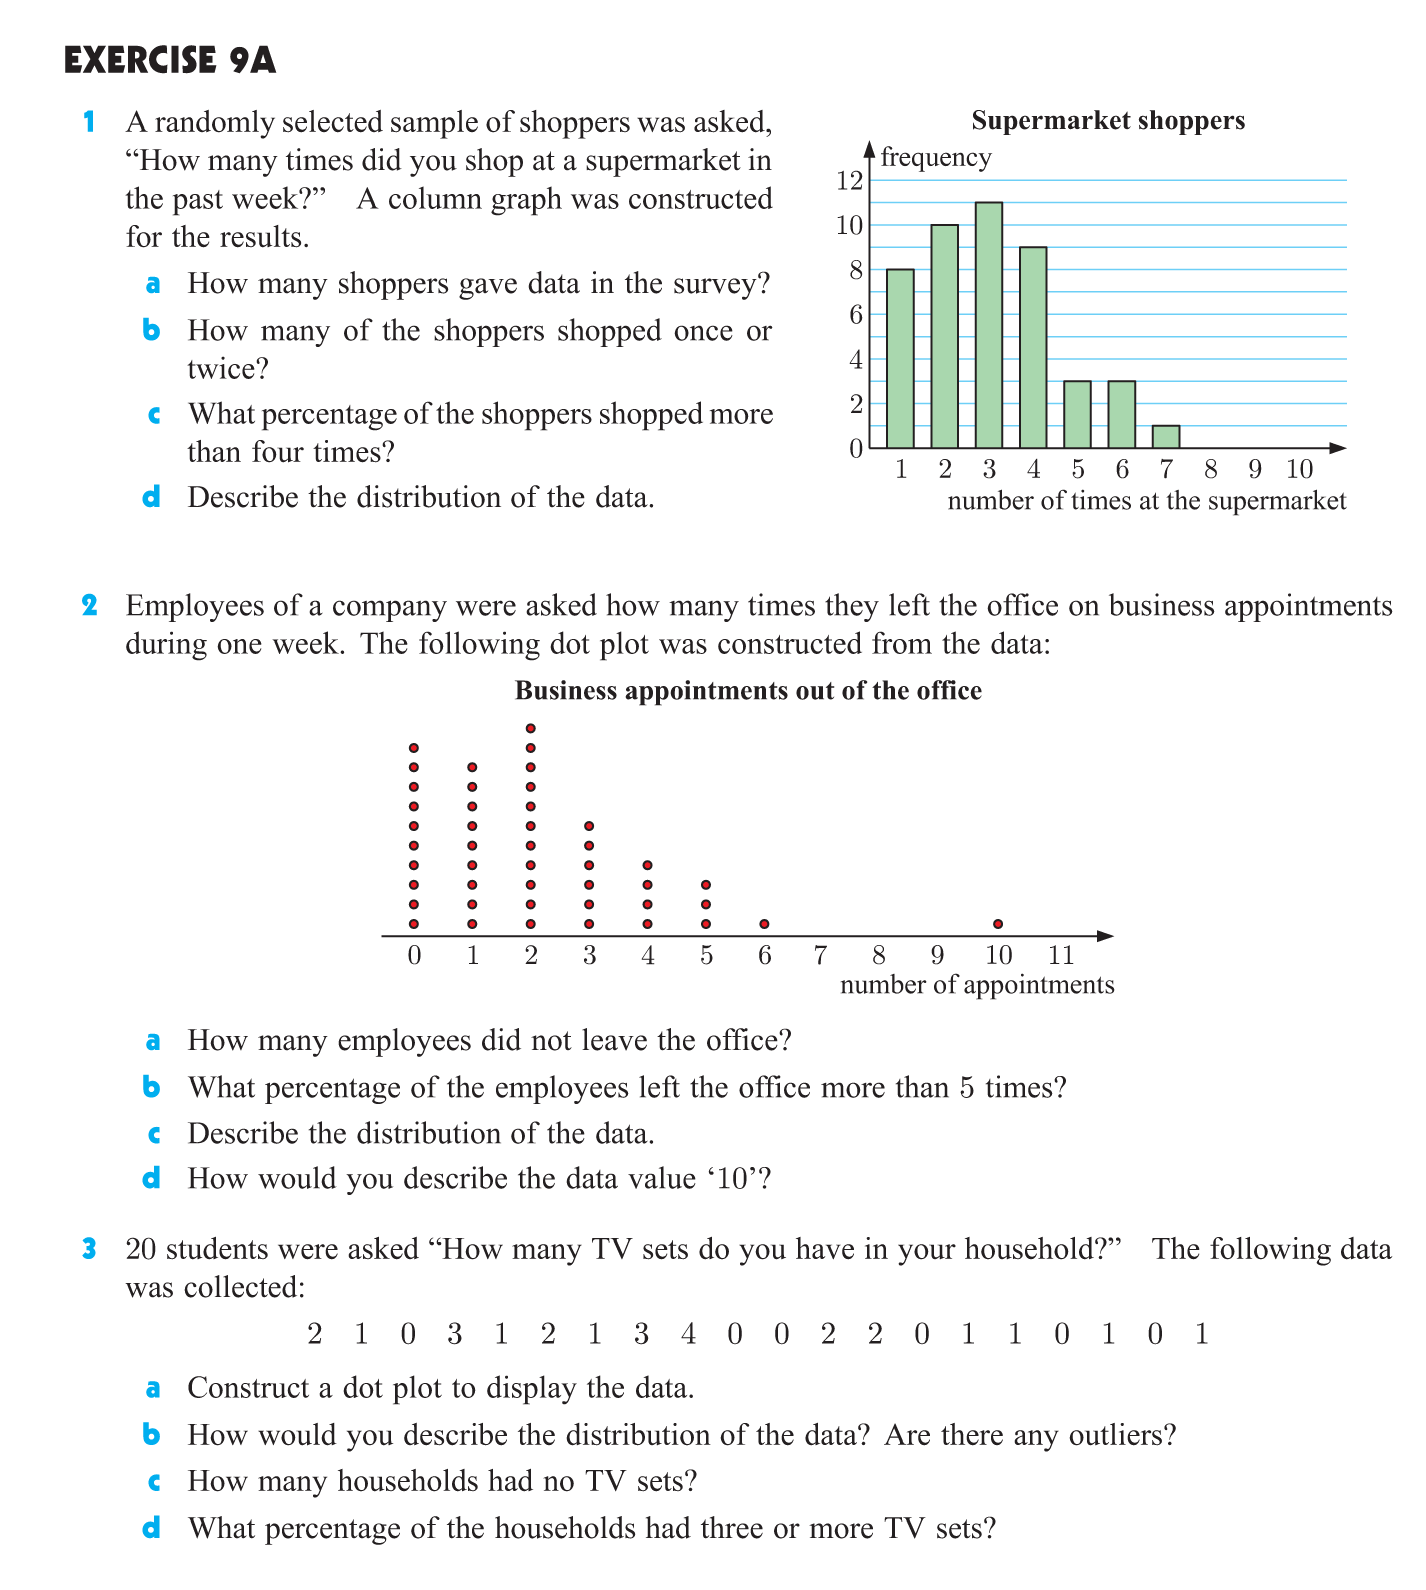 EXERCISE 9A
1 A randomly selected sample of shoppers was asked,
“How many times did you shop at a supermarket in
the past week?” A column graph was constructed
for the results.
a How many shoppers gave data in the survey?
b How many of the shoppers shopped once or
twice?
c What percentage of the shoppers shopped more
than four times?
d Describe the distribution of the data.
Supermarket shoppers
frequency
12
10
8
6
4
2
0
1 2 3 4 5 6 7 8 9 10
number of times at the supermarket
2 Employees of a company were asked how many times they left the office on business appointments
during one week. The following dot plot was constructed from the data:
Business appointments out of the office
0 1 2 3 4 5 6 7 8 9 10 11
number of appointments
a How many employees did not leave the office?
b What percentage of the employees left the office more than 5 times?
c Describe the distribution of the data.
d How would you describe the data value ‘10’?
3 20 students were asked “How many TV sets do you have in your household?” The following data
was collected:
2 1 0 3 1 2 1 3 4 0 0 2 2 0 1 1 0 1 0 1
a Construct a dot plot to display the data.
b How would you describe the distribution of the data? Are there any outliers?
c How many households had no TV sets?
d What percentage of the households had three or more TV sets?